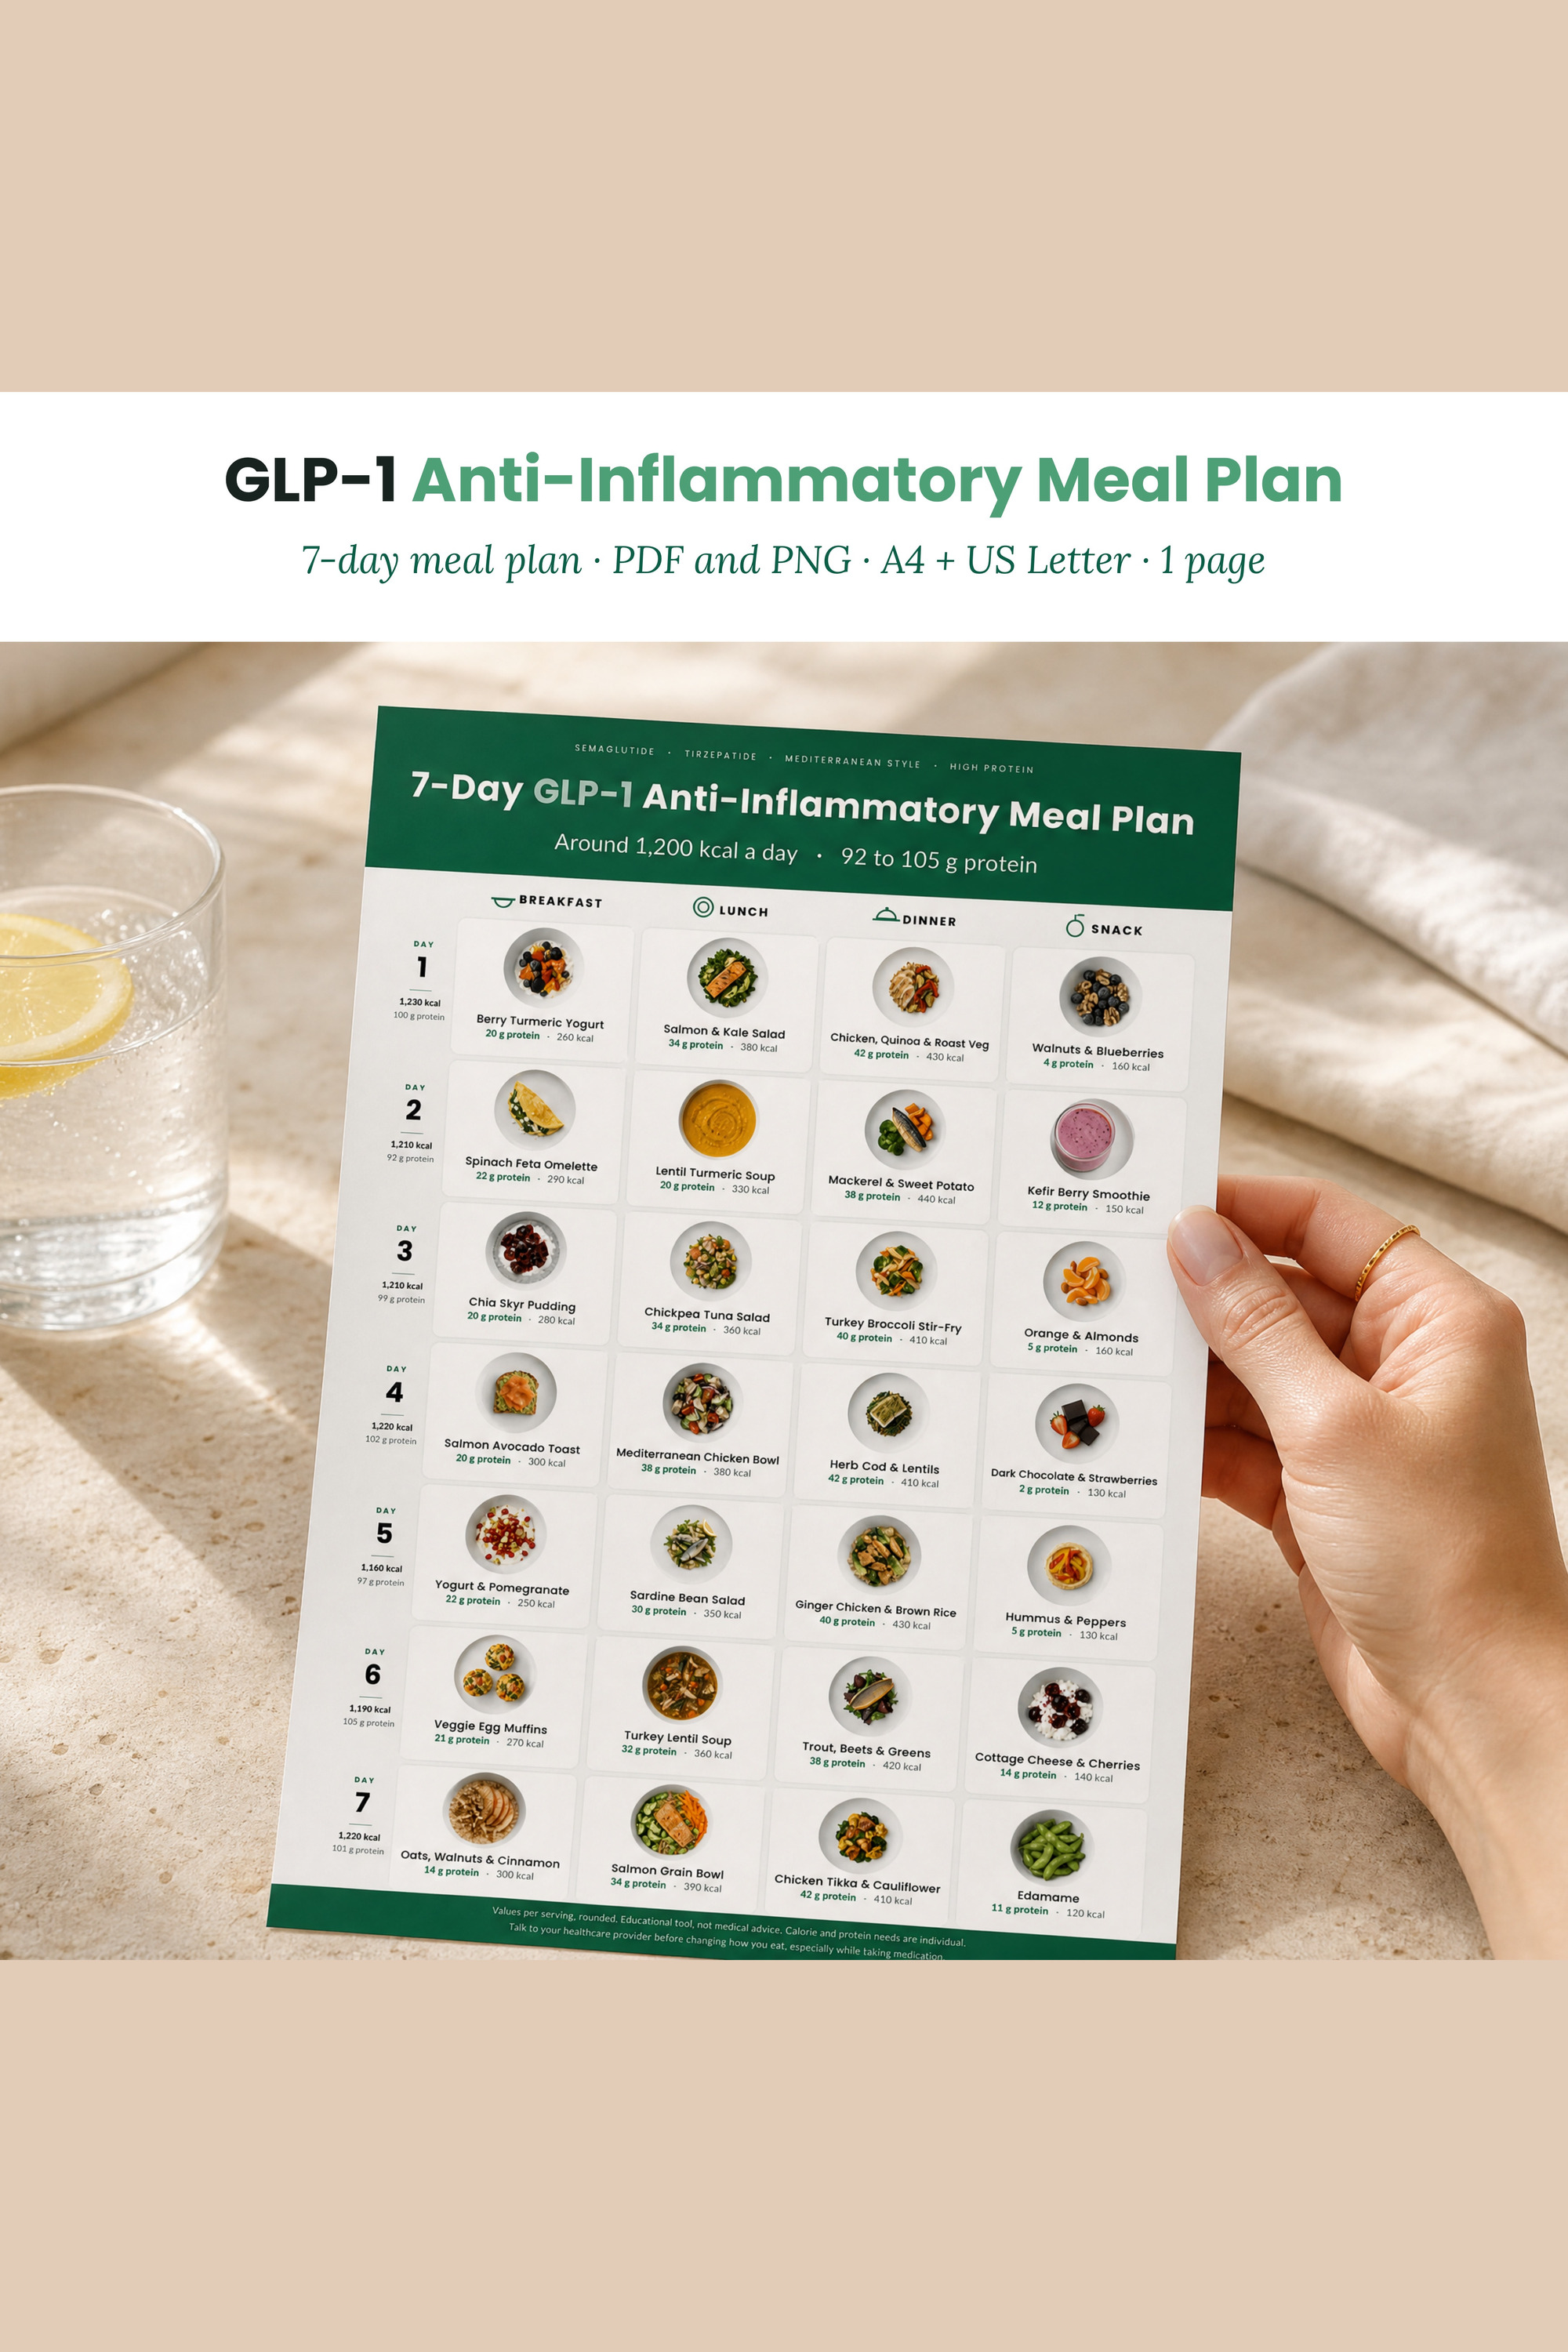 GLP-1 Anti-Inflammatory Meal Plan
7-day meal plan · PDF and PNG · A4 + US Letter · 1 page
SEMAGLUTIDE · TIRZEPATIDE · MEDITERRANEAN STYLE · HIGH PROTEIN
7-Day GLP-1 Anti-Inflammatory Meal Plan
Around 1,200 kcal a day · 92 to 105 g protein
BREAKFAST
LUNCH
DINNER
SNACK
DAY
1
1,230 kcal
100 g protein
Berry Turmeric Yogurt
20 g protein · 260 kcal
Salmon & Kale Salad
34 g protein · 380 kcal
Chicken, Quinoa & Roast Veg
42 g protein · 430 kcal
Walnuts & Blueberries
4 g protein · 160 kcal
DAY
2
1,210 kcal
92 g protein
Spinach Feta Omelette
22 g protein · 290 kcal
Lentil Turmeric Soup
20 g protein · 330 kcal
Mackerel & Sweet Potato
38 g protein · 440 kcal
Kefir Berry Smoothie
12 g protein · 150 kcal
DAY
3
1,210 kcal
99 g protein
Chia Skyr Pudding
20 g protein · 280 kcal
Chickpea Tuna Salad
34 g protein · 360 kcal
Turkey Broccoli Stir-Fry
40 g protein · 410 kcal
Orange & Almonds
5 g protein · 160 kcal
DAY
4
1,220 kcal
102 g protein
Salmon Avocado Toast
20 g protein · 300 kcal
Mediterranean Chicken Bowl
38 g protein · 380 kcal
Herb Cod & Lentils
42 g protein · 410 kcal
Dark Chocolate & Strawberries
2 g protein · 130 kcal
DAY
5
1,160 kcal
97 g protein
Yogurt & Pomegranate
22 g protein · 250 kcal
Sardine Bean Salad
30 g protein · 350 kcal
Ginger Chicken & Brown Rice
40 g protein · 430 kcal
Hummus & Peppers
5 g protein · 130 kcal
DAY
6
1,190 kcal
105 g protein
Veggie Egg Muffins
21 g protein · 270 kcal
Turkey Lentil Soup
32 g protein · 360 kcal
Trout, Beets & Greens
38 g protein · 420 kcal
Cottage Cheese & Cherries
14 g protein · 140 kcal
DAY
7
1,220 kcal
101 g protein
Oats, Walnuts & Cinnamon
14 g protein · 300 kcal
Salmon Grain Bowl
34 g protein · 390 kcal
Chicken Tikka & Cauliflower
42 g protein · 410 kcal
Edamame
11 g protein · 120 kcal
Values per serving, rounded. Educational tool, not medical advice. Calorie and protein needs are individual.
Talk to your healthcare provider before changing how you eat, especially while taking medication.